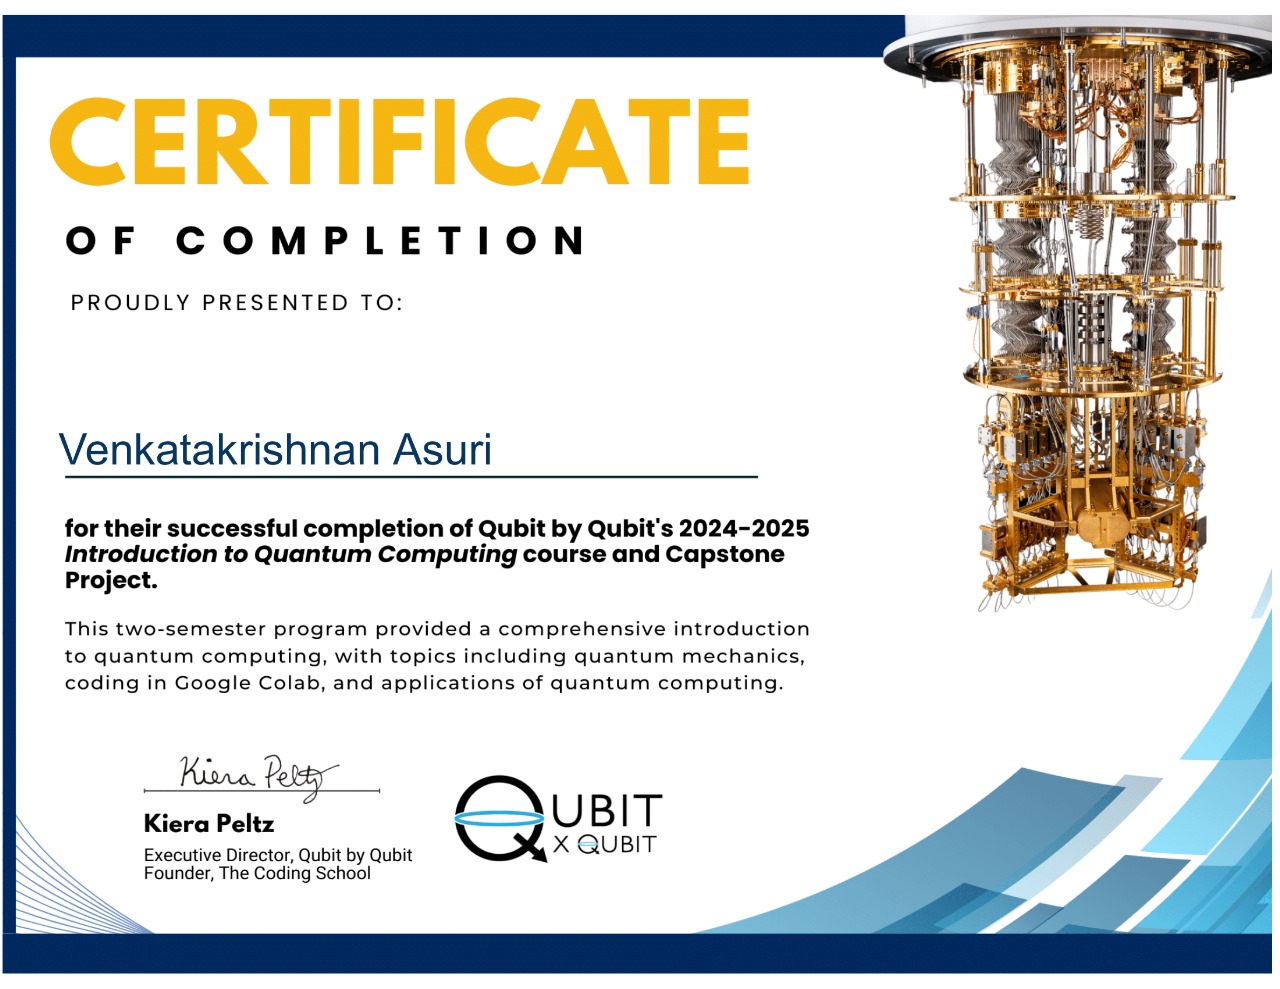 CERTIFICATE
OF COMPLETION
PROUDLY PRESENTED TO:
Venkatakrishnan Asuri
for their successful completion of Qubit by Qubit's 2024-2025
Introduction to Quantum Computing course and Capstone
Project.
This two-semester program provided a comprehensive introduction
to quantum computing, with topics including quantum mechanics,
coding in Google Colab, and applications of quantum computing.
Kiera Peltz
Kiera Peltz
Executive Director, Qubit by Qubit
Founder, The Coding School
QUBIT
X QUBIT